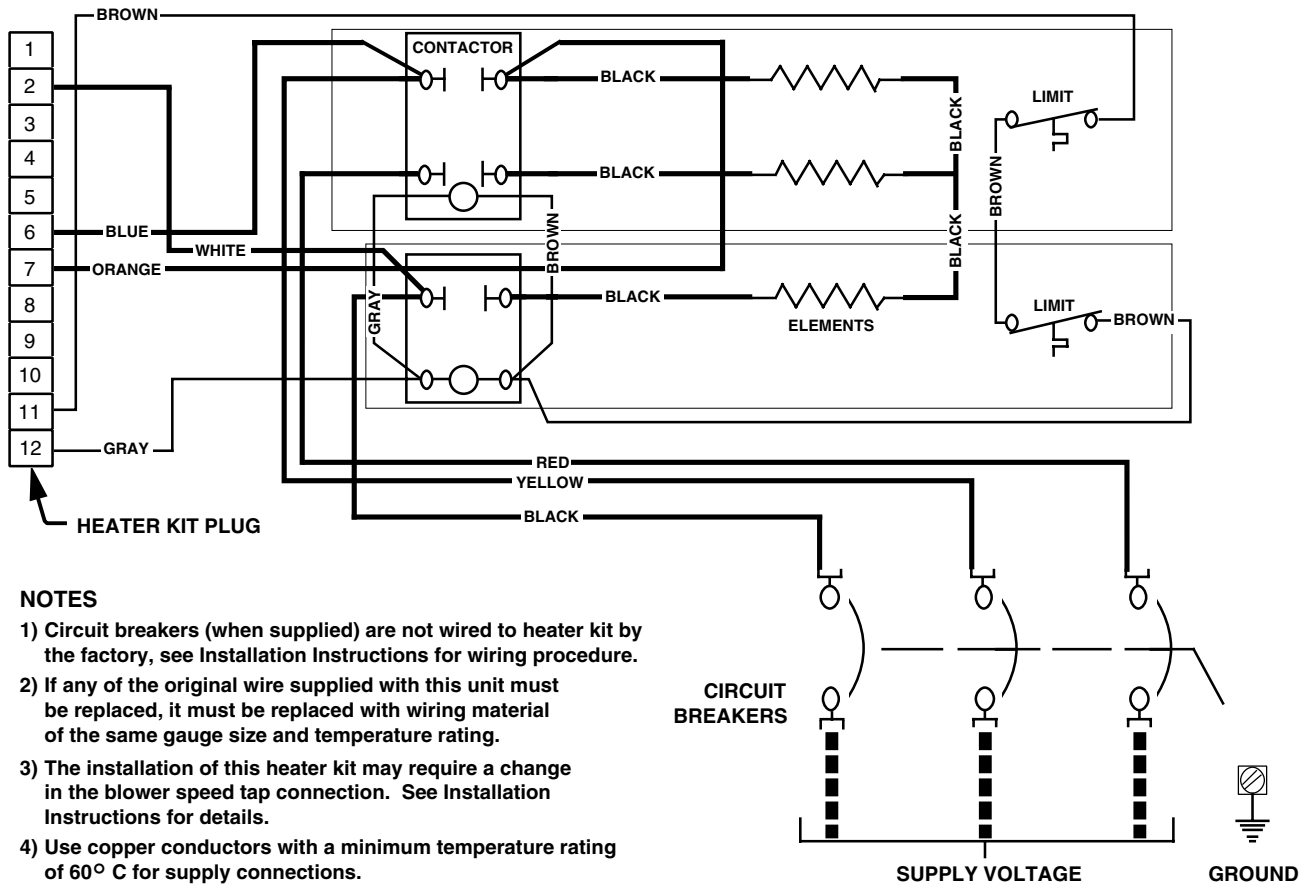 BROWN
1
2
3
4
5
6
7
8
9
10
11
12
CONTACTOR
BLACK
BLACK
LIMIT
BLACK
BROWN
BLUE
WHITE
ORANGE
BROWN
BLACK
GRAY
BLACK
ELEMENTS
LIMIT
BROWN
GRAY
RED
YELLOW
BLACK
HEATER KIT PLUG
NOTES
1) Circuit breakers (when supplied) are not wired to heater kit by
the factory, see Installation Instructions for wiring procedure.
2) If any of the original wire supplied with this unit must
be replaced, it must be replaced with wiring material
of the same gauge size and temperature rating.
3) The installation of this heater kit may require a change
in the blower speed tap connection. See Installation
Instructions for details.
4) Use copper conductors with a minimum temperature rating
of 60° C for supply connections.
CIRCUIT
BREAKERS
SUPPLY VOLTAGE
GROUND